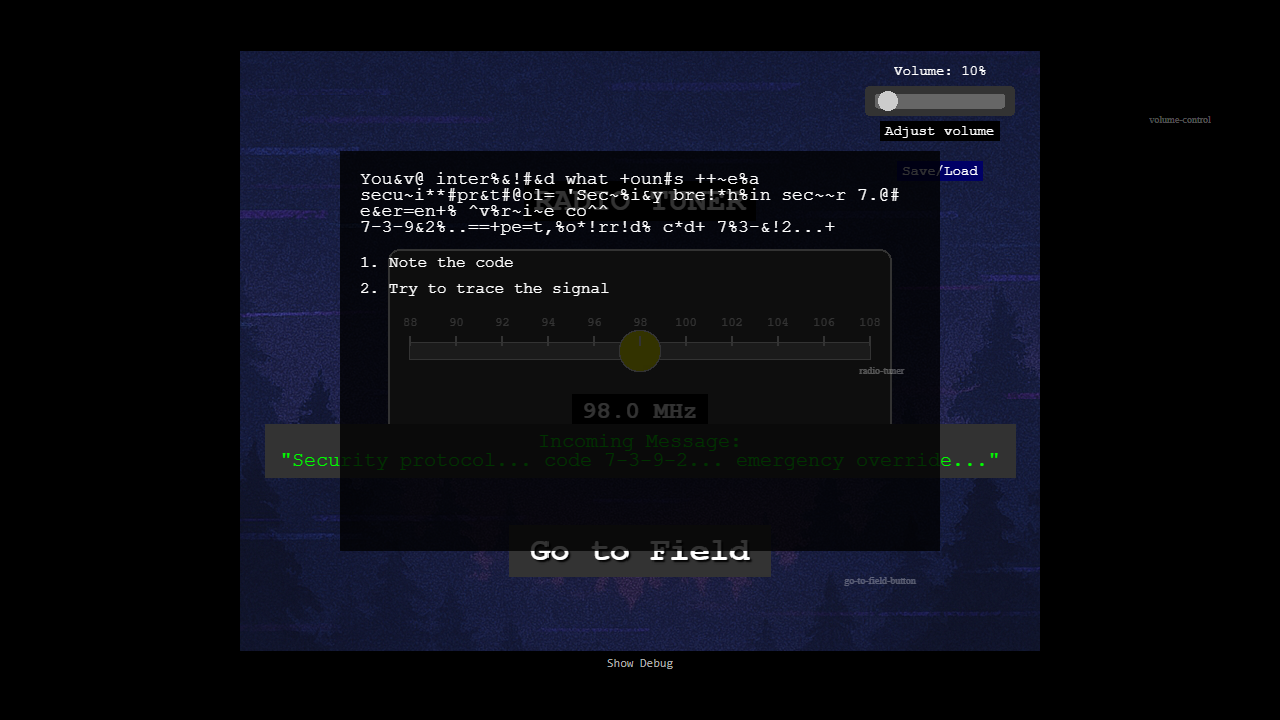 Volume: 10%
Adjust volume
volume-control
Save/Load
You&v@ inter%&!#&d what +oun#s ++~e%a
secu~i**#pr&t#@ol= 'Sec~%i&y bre!*h%in sec~~r 7.@#
RADIO TUNER
e&er=en+% ^v%r~i~e co^^
7-3-9&2%..==+pe=t,%o*!rr!d% c*d+ 7%3-&!2...+
1. Note the code
2. Try to trace the signal
88 90 92 94 96 98 100 102 104 106 108
radio-tuner
98.0 MHz
Incoming Message:
"Security protocol... code 7-3-9-2... emergency override..."
Go to Field
go-to-field-button
Show Debug